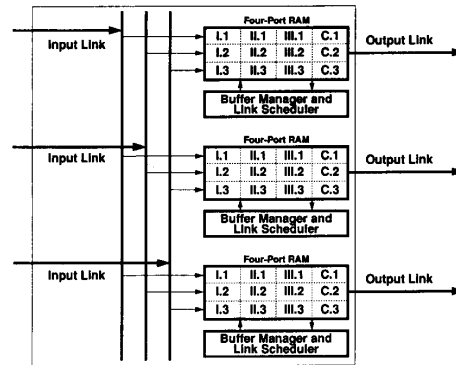 Four-Port RAM
Input Link
I.1 II.1 III.1 C.1
I.2 II.2 III.2 C.2
I.3 II.3 III.3 C.3
Output Link
Buffer Manager and
Link Scheduler
Four-Port RAM
Input Link
I.1 II.1 III.1 C.1
I.2 II.2 III.2 C.2
I.3 II.3 III.3 C.3
Output Link
Buffer Manager and
Link Scheduler
Four-Port RAM
Input Link
I.1 II.1 III.1 C.1
I.2 II.2 III.2 C.2
I.3 II.3 III.3 C.3
Output Link
Buffer Manager and
Link Scheduler